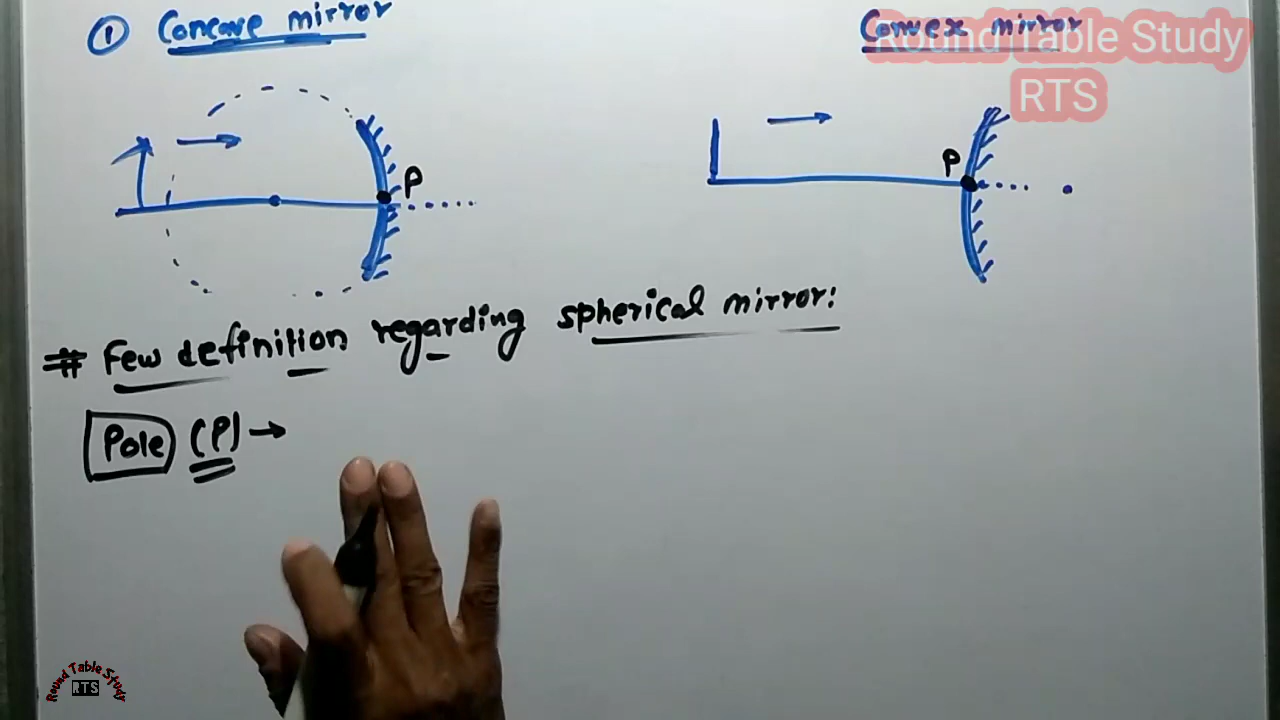 ① Concave mirror
Convex mirror
Round Table Study
RTS
P
P
# Few definition regarding spherical mirror:
Pole (P) →
Round Table Study
RTS